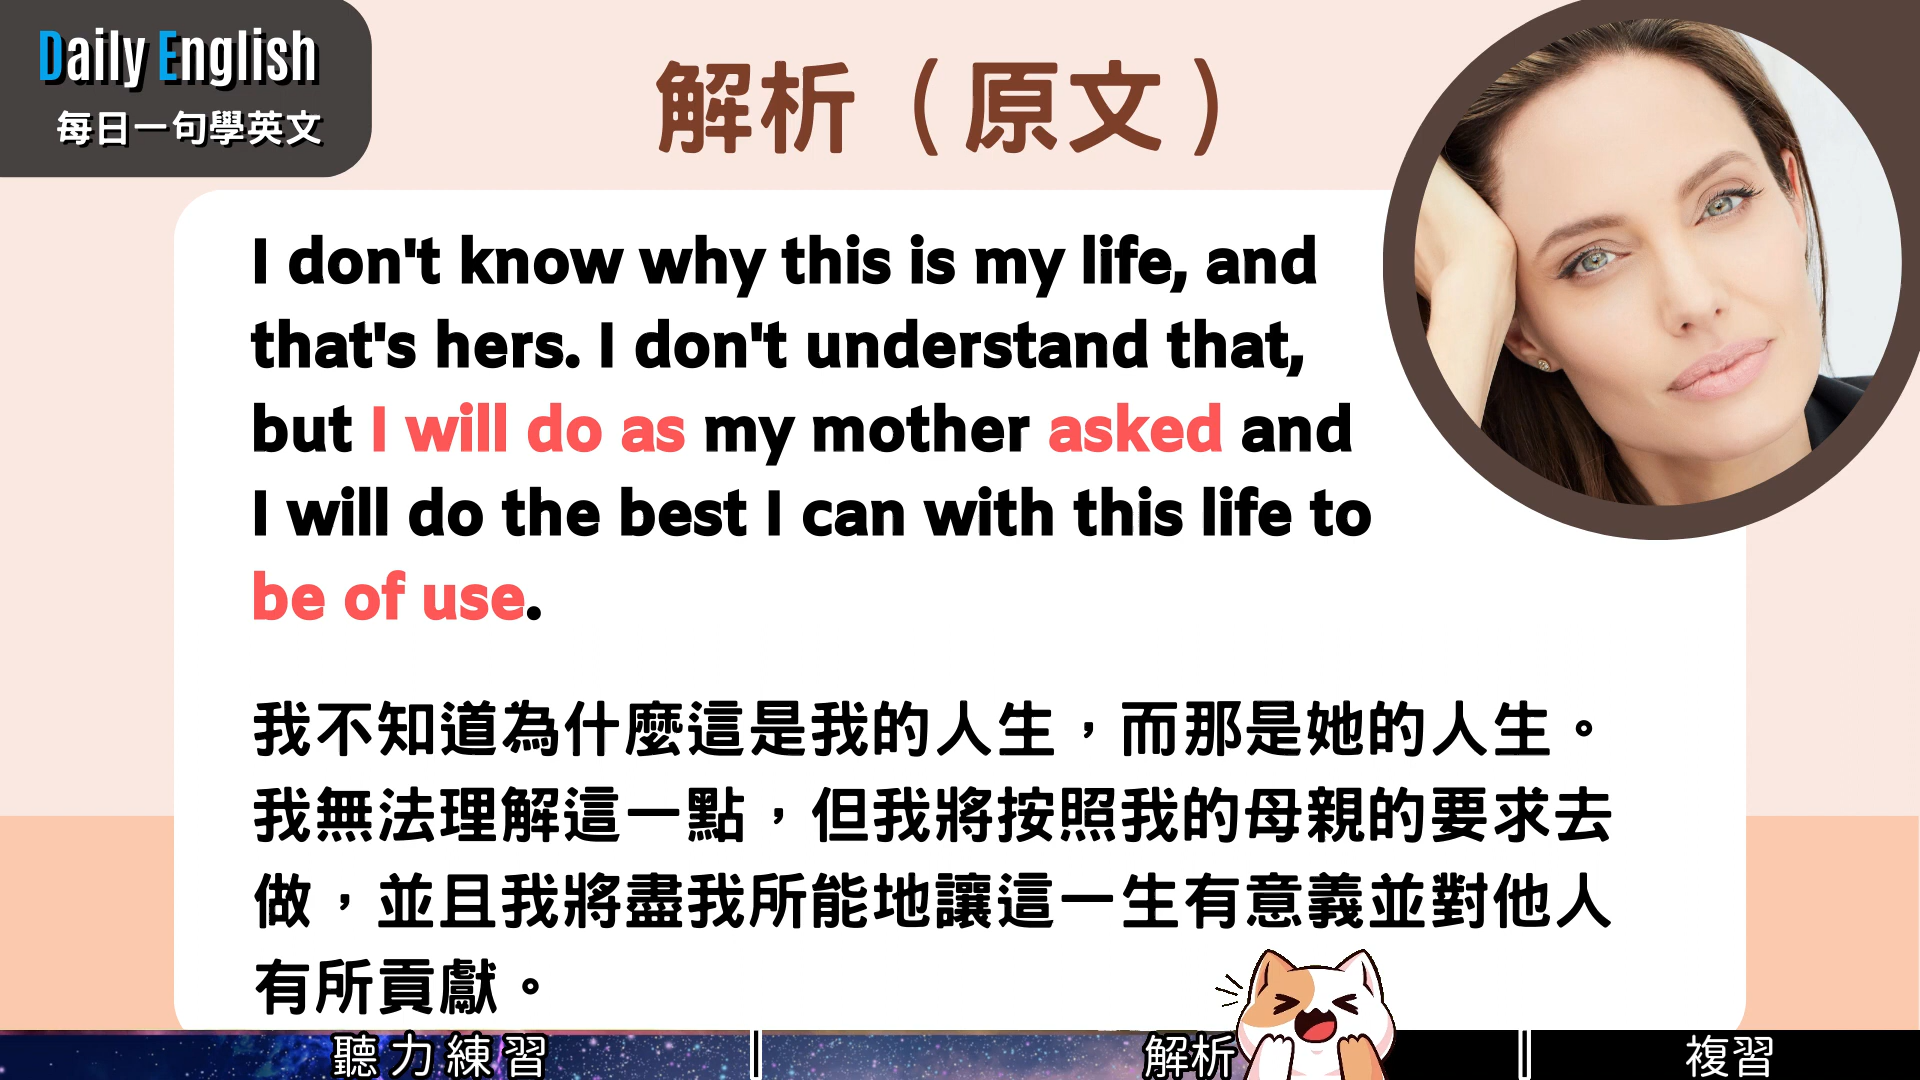 Daily English
每日一句學英文
解析（原文）
I don't know why this is my life, and
that's hers. I don't understand that,
but I will do as my mother asked and
I will do the best I can with this life to
be of use.
我不知道為什麼這是我的人生，而那是她的人生。
我無法理解這一點，但我將按照我的母親的要求去
做，並且我將盡我所能地讓這一生有意義並對他人
有所貢獻。
聽力練習
解析
複習